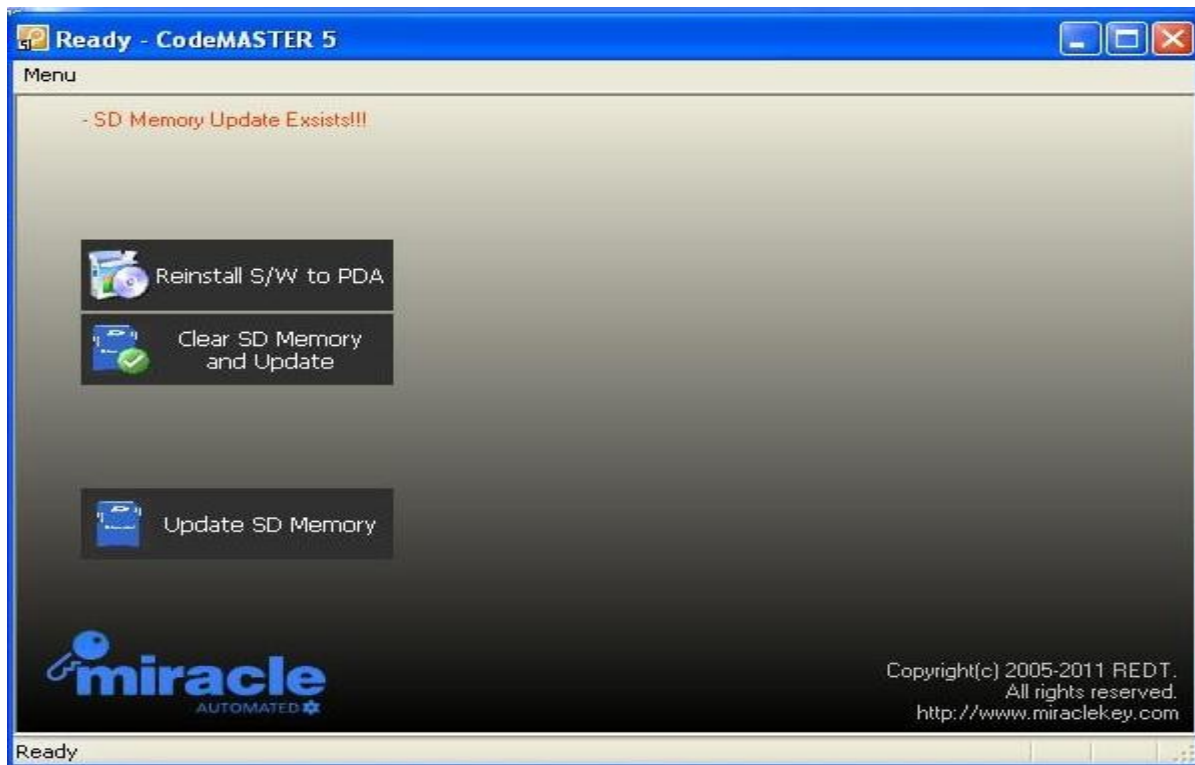 Ready - CodeMASTER 5
Menu
- SD Memory Update Exsists!!!
Reinstall S/W to PDA
Clear SD Memory
and Update
Update SD Memory
miracle
AUTOMATED
Copyright(c) 2005-2011 REDT.
All rights reserved.
http://www.miraclekey.com
Ready